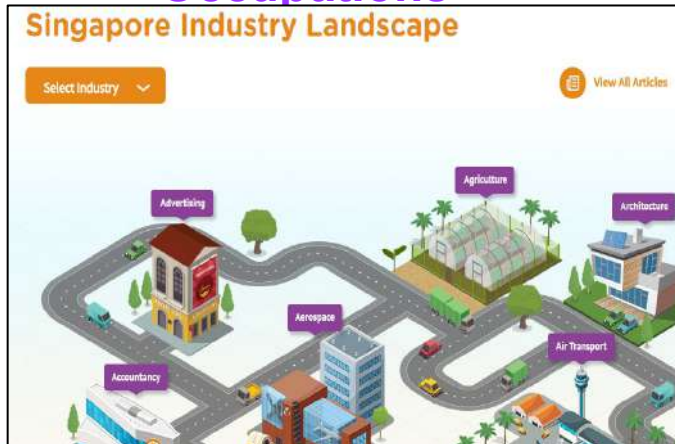 Singapore Industry Landscape
Select Industry
View All Articles
Agriculture
Advertising
Architecture
Aerospace
Air Transport
Accountancy